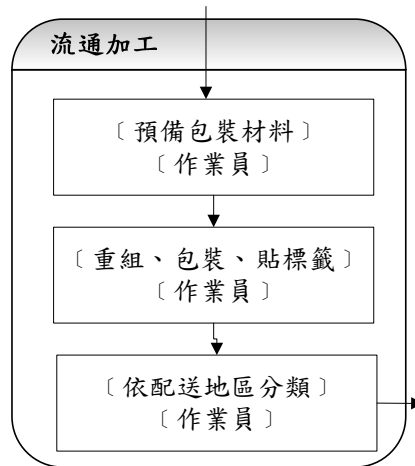 流通加工
﹝預備包裝材料﹞
﹝作業員﹞
﹝重組、包裝、貼標籤﹞
﹝作業員﹞
﹝依配送地區分類﹞
﹝作業員﹞